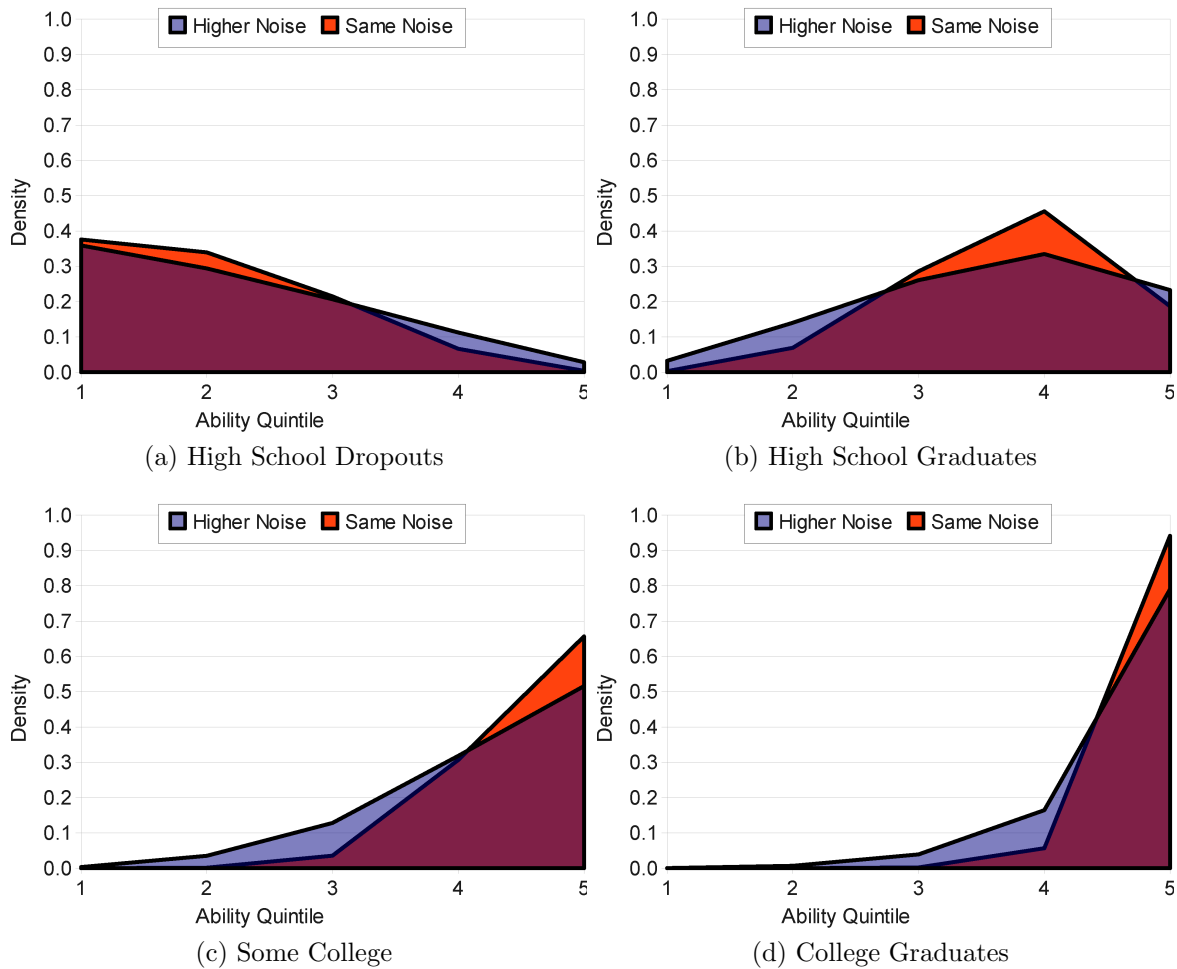 Higher Noise Same Noise
1.0
0.9
0.8
0.7
0.6
0.5
0.4
0.3
0.2
0.1
0.0
Density
1 2 3 4 5
Ability Quintile
(a) High School Dropouts
Higher Noise Same Noise
1.0
0.9
0.8
0.7
0.6
0.5
0.4
0.3
0.2
0.1
0.0
Density
1 2 3 4 5
Ability Quintile
(b) High School Graduates
Higher Noise Same Noise
1.0
0.9
0.8
0.7
0.6
0.5
0.4
0.3
0.2
0.1
0.0
Density
1 2 3 4 5
Ability Quintile
(c) Some College
Higher Noise Same Noise
1.0
0.9
0.8
0.7
0.6
0.5
0.4
0.3
0.2
0.1
0.0
Density
1 2 3 4 5
Ability Quintile
(d) College Graduates